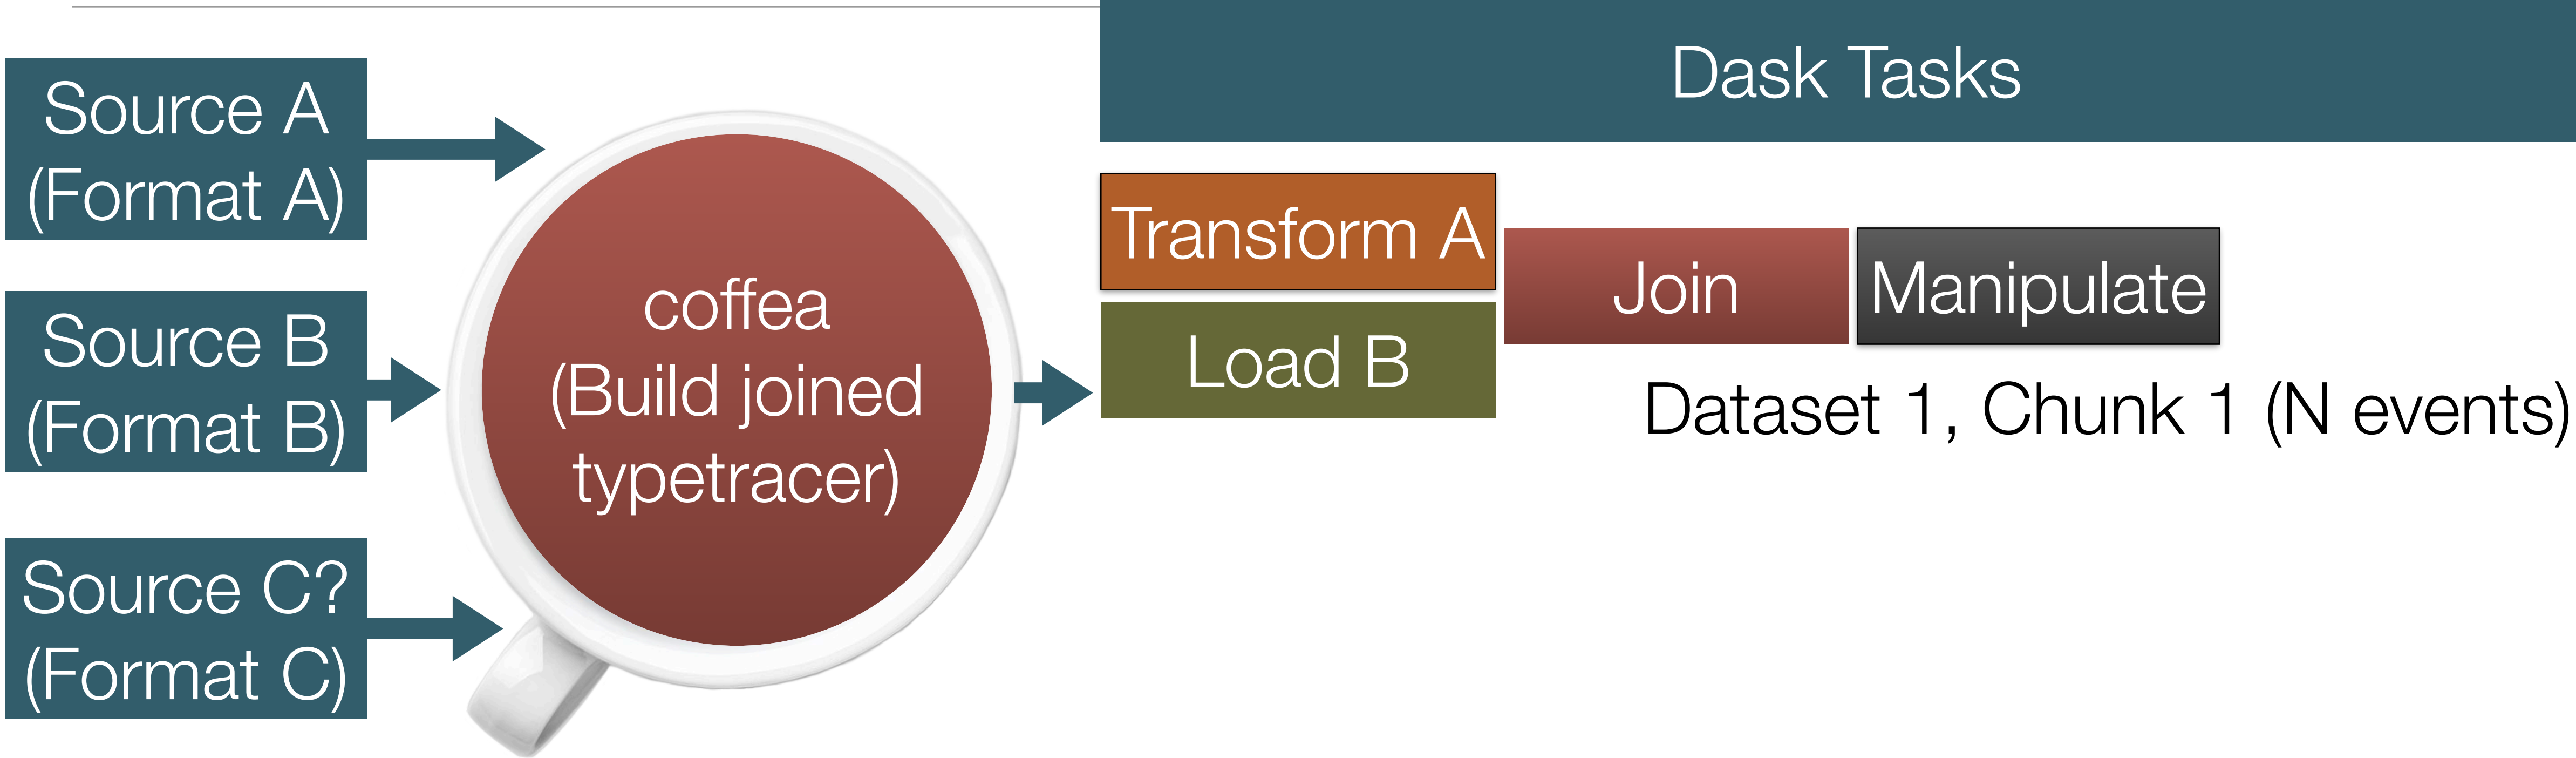 Source A
(Format A)
Source B
(Format B)
Source C?
(Format C)
coffea
(Build joined
typetracer)
Dask Tasks
Transform A
Load B
Join
Manipulate
Dataset 1, Chunk 1 (N events)